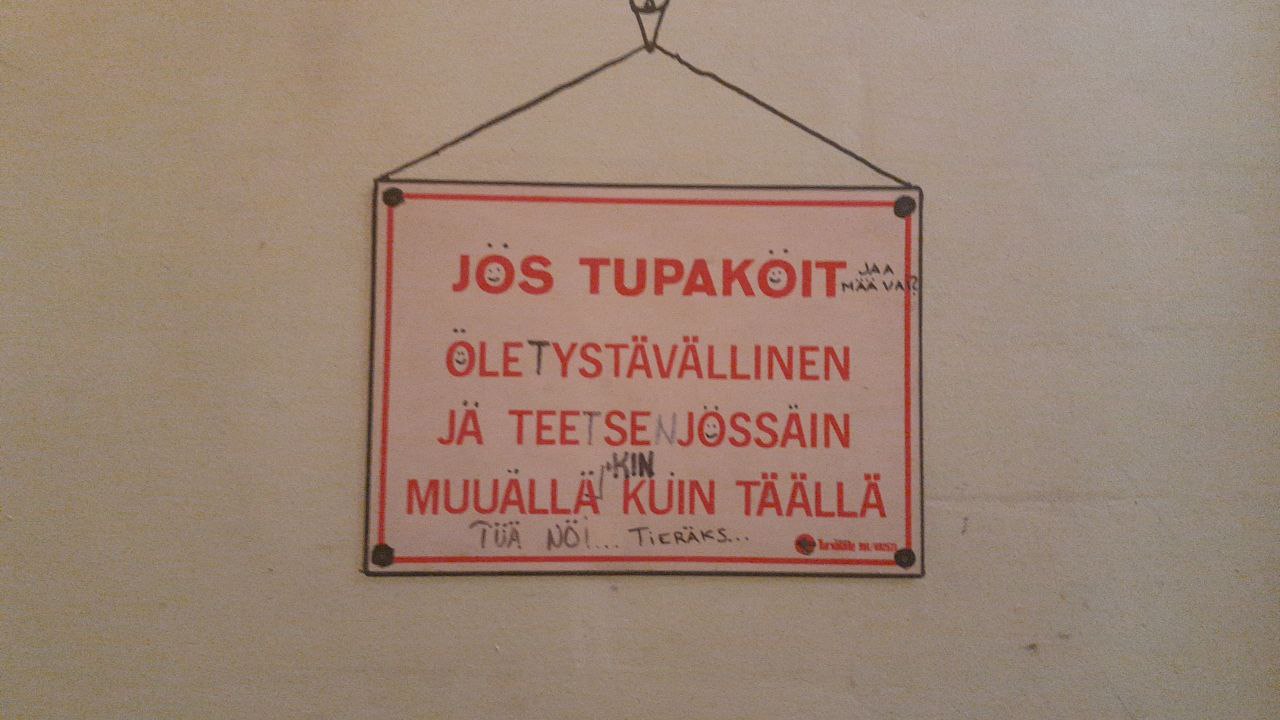 JÖS TUPAKÖIT JAA
MÄÄ VAI?
ÖLETYSTÄVÄLLINEN
JÄ TEETSENJÖSSÄIN
-KIN
MUUÄLLÄ KUIN TÄÄLLÄ
TÜÄ NÖI... TIERÄKS...